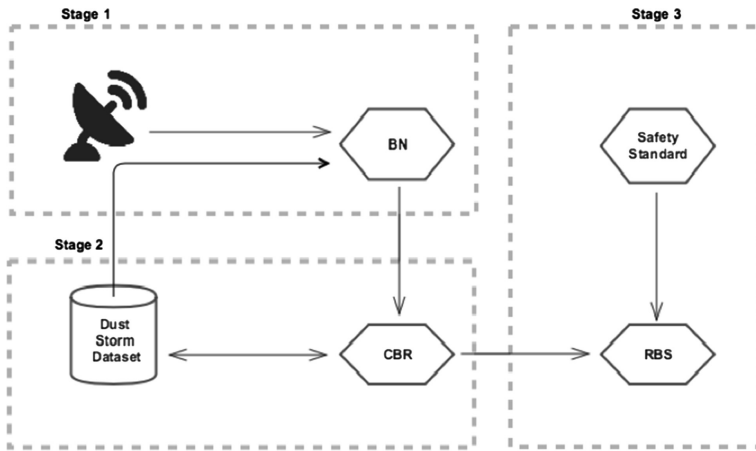 Stage 1
Stage 3
BN
Safety
Standard
Stage 2
Dust
Storm
Dataset
CBR
RBS